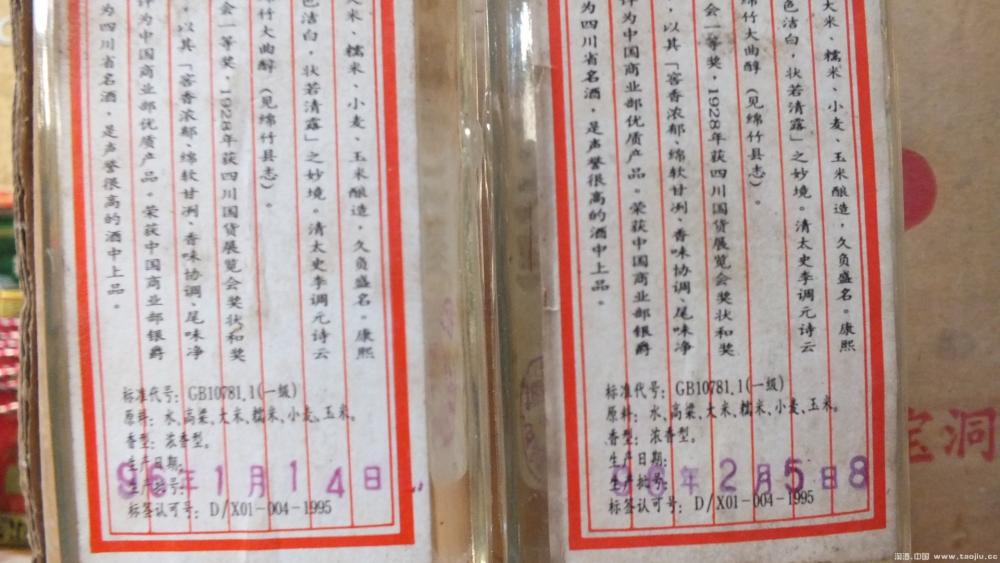 大米、糯米、小麦、玉米酿造,久负盛名。康熙
色洁白,状若清露」之妙境。清太史李调元诗云
绵竹大曲醇(见绵竹县志)。
会一等奖,1928年获四川国货展览会奖状和奖
,以其「窖香浓郁、绵软甘洌、香味协调、尾味净
评为中国商业部优质产品。荣获中国商业部银爵
为四川省名酒,是声誉很高的酒中上品。
标准代号:GB10781.1(一级)
原料:水、高粱、大米、糯米、小麦、玉米。
香型:浓香型。
生产日期:
生产批号:
96年1月14日
标签认可号:D/X01-004-1995
大米、糯米、小麦、玉米酿造,久负盛名。康熙
色洁白,状若清露」之妙境。清太史李调元诗云
绵竹大曲醇(见绵竹县志)。
会一等奖,1928年获四川国货展览会奖状和奖
,以其「窖香浓郁、绵软甘洌、香味协调、尾味净
评为中国商业部优质产品。荣获中国商业部银爵
为四川省名酒,是声誉很高的酒中上品。
标准代号:GB10781.1(一级)
原料:水、高粱、大米、糯米、小麦、玉米。
香型:浓香型。
生产日期:
生产批号:
年2月5日8
标签认可号:D/X01-004-1995
宝洞
淘酒.中国 www.taojiu.cc